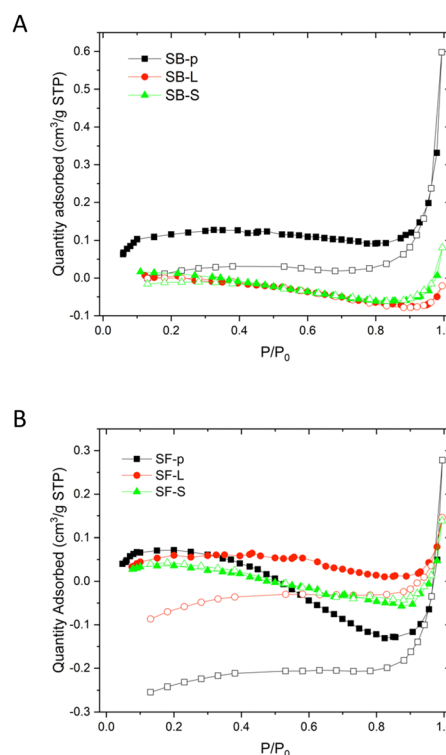 A
0.6
0.5
0.4
0.3
0.2
0.1
0.0
-0.1
Quantity adsorbed (cm³/g STP)
SB-p
SB-L
SB-S
0.0 0.2 0.4 0.6 0.8 1.
P/P₀
B
0.3
0.2
0.1
0.0
-0.1
-0.2
-0.3
Quantity Adsorbed (cm³/g STP)
SF-p
SF-L
SF-S
0.0 0.2 0.4 0.6 0.8 1.
P/P₀